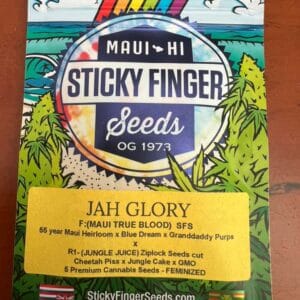 MAUI HI
STICKY FINGER
Seeds
OG 1973
JAH GLORY
F:(MAUI TRUE BLOOD) SFS
55 year Maui Heirloom x Blue Dream x Granddaddy Purps
x
R1- (JUNGLE JUICE) Ziplock Seeds cut
Cheetah Piss x Jungle Cake x GMO
5 Premium Cannabis Seeds - FEMINIZED
StickyFingerSeeds.com